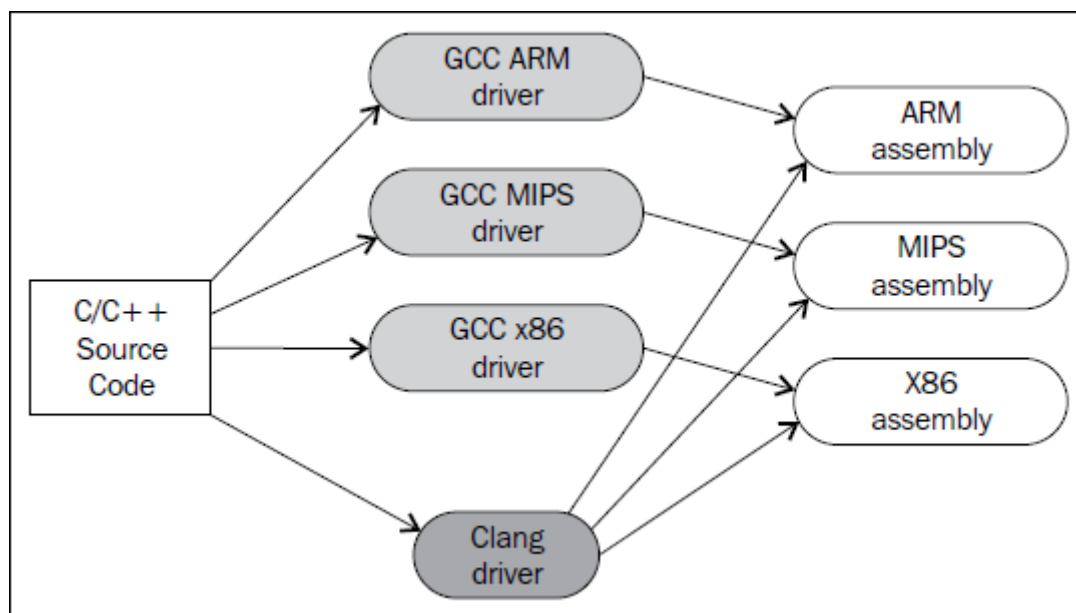 GCC ARM
driver
ARM
assembly
GCC MIPS
driver
MIPS
assembly
C/C++
Source
Code
GCC x86
driver
X86
assembly
Clang
driver